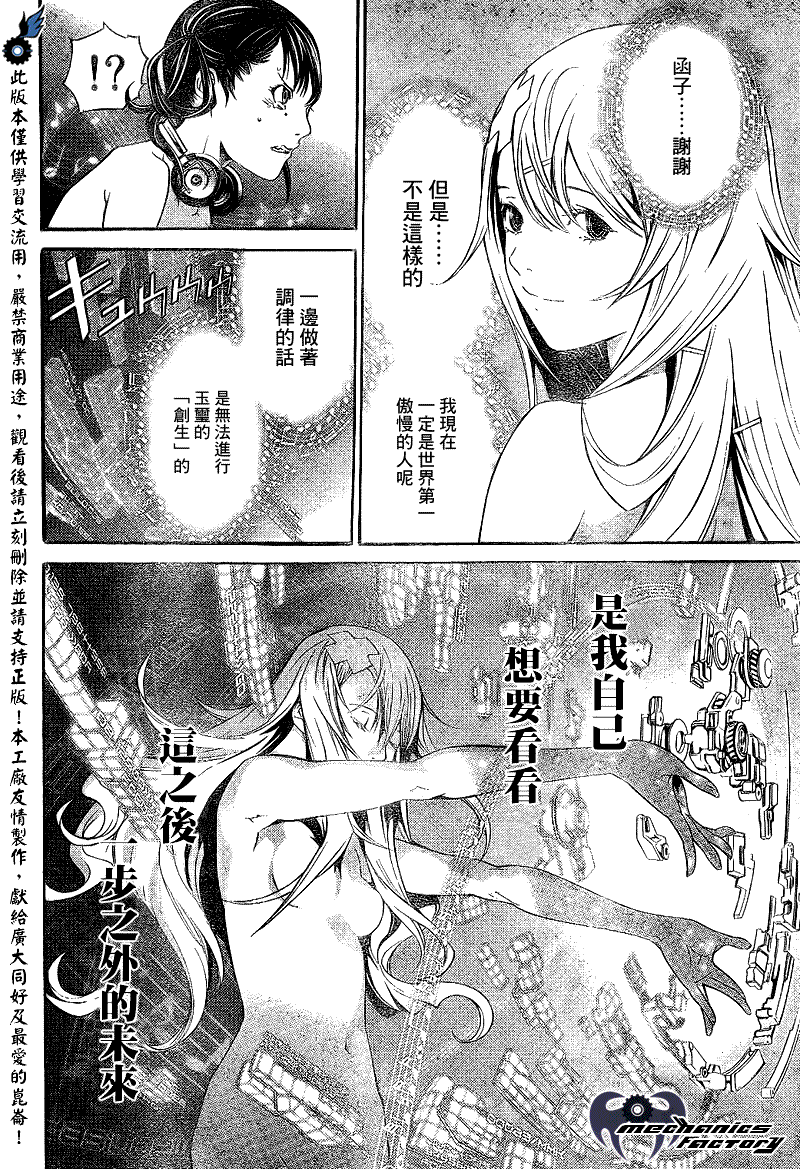 函子……謝謝
但是……
不是這樣的
我現在
一定是世界第一
傲慢的人呢
!?
一邊做著
調律的話
是無法進行
玉璽的
「創生」的
キュウゥゥゥゥ
是我自己
想要看看
這之後
一步之外的未來
此版本僅供學習交流用，嚴禁商業用途，觀看後請立刻刪除並請支持正版！本工廠友情製作，獻給廣大同好及最愛的崑崙！
mechanics
factory